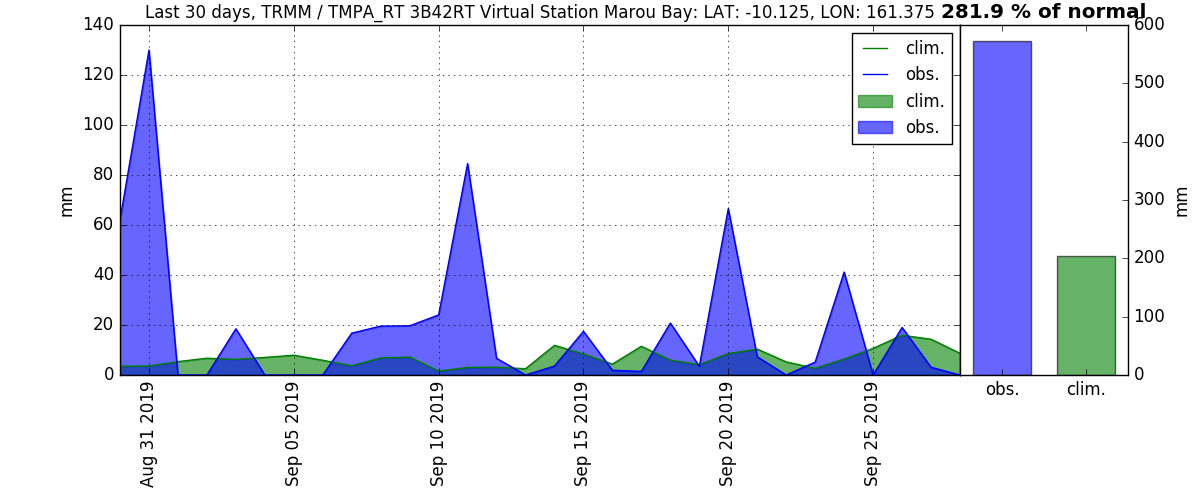 Last 30 days, TRMM / TMPA_RT 3B42RT Virtual Station Marou Bay: LAT: -10.125, LON: 161.375 281.9 % of normal
140
120
100
80
60
40
20
0
mm
clim.
obs.
clim.
obs.
Aug 31 2019
Sep 05 2019
Sep 10 2019
Sep 15 2019
Sep 20 2019
Sep 25 2019
600
500
400
300
200
100
0
mm
obs.
clim.